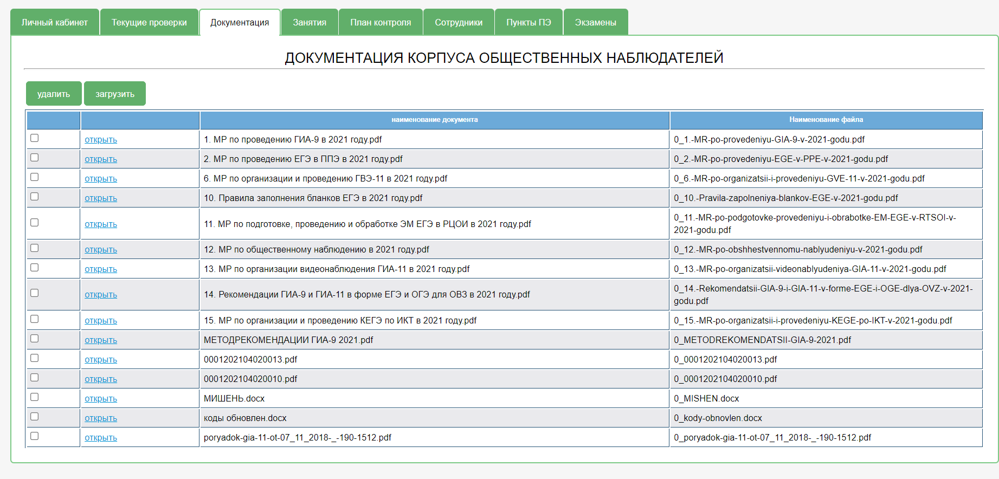 Личный кабинет Текущие проверки Документация Занятия План контроля Сотрудники Пункты ПЭ Экзамены
ДОКУМЕНТАЦИЯ КОРПУСА ОБЩЕСТВЕННЫХ НАБЛЮДАТЕЛЕЙ
удалить загрузить
наименование документа Наименование файла
открыть 1. МР по проведению ГИА-9 в 2021 году.pdf 0_1.-MR-po-provedeniyu-GIA-9-v-2021-godu.pdf
открыть 2. МР по проведению ЕГЭ в ППЭ в 2021 году.pdf 0_2.-MR-po-provedeniyu-EGE-v-PPE-v-2021-godu.pdf
открыть 6. МР по организации и проведению ГВЭ-11 в 2021 году.pdf 0_6.-MR-po-organizatsii-i-provedeniyu-GVE-11-v-2021-godu.pdf
открыть 10. Правила заполнения бланков ЕГЭ в 2021 году.pdf 0_10.-Pravila-zapolneniya-blankov-EGE-v-2021-godu.pdf
открыть 11. МР по подготовке, проведению и обработке ЭМ ЕГЭ в РЦОИ в 2021 году.pdf 0_11.-MR-po-podgotovke-provedeniyu-i-obrabotke-EM-EGE-v-RTSOI-v-
2021-godu.pdf
открыть 12. МР по общественному наблюдению в 2021 году.pdf 0_12.-MR-po-obshhestvennomu-nablyudeniyu-v-2021-godu.pdf
открыть 13. МР по организации видеонаблюдения ГИА-11 в 2021 году.pdf 0_13.-MR-po-organizatsii-videonablyudeniya-GIA-11-v-2021-godu.pdf
открыть 14. Рекомендации ГИА-9 и ГИА-11 в форме ЕГЭ и ОГЭ для ОВЗ в 2021 году.pdf 0_14.-Rekomendatsii-GIA-9-i-GIA-11-v-forme-EGE-i-OGE-dlya-OVZ-v-2021-
godu.pdf
открыть 15. МР по организации и проведению КЕГЭ по ИКТ в 2021 году.pdf 0_15.-MR-po-organizatsii-i-provedeniyu-KEGE-po-IKT-v-2021-godu.pdf
открыть МЕТОДРЕКОМЕНДАЦИИ ГИА-9 2021.pdf 0_METODREKOMENDATSII-GIA-9-2021.pdf
открыть 0001202104020013.pdf 0_0001202104020013.pdf
открыть 0001202104020010.pdf 0_0001202104020010.pdf
открыть МИШЕНЬ.docx 0_MISHEN.docx
открыть коды обновлен.docx 0_kody-obnovlen.docx
открыть poryadok-gia-11-ot-07_11_2018-_-190-1512.pdf 0_poryadok-gia-11-ot-07_11_2018-_-190-1512.pdf